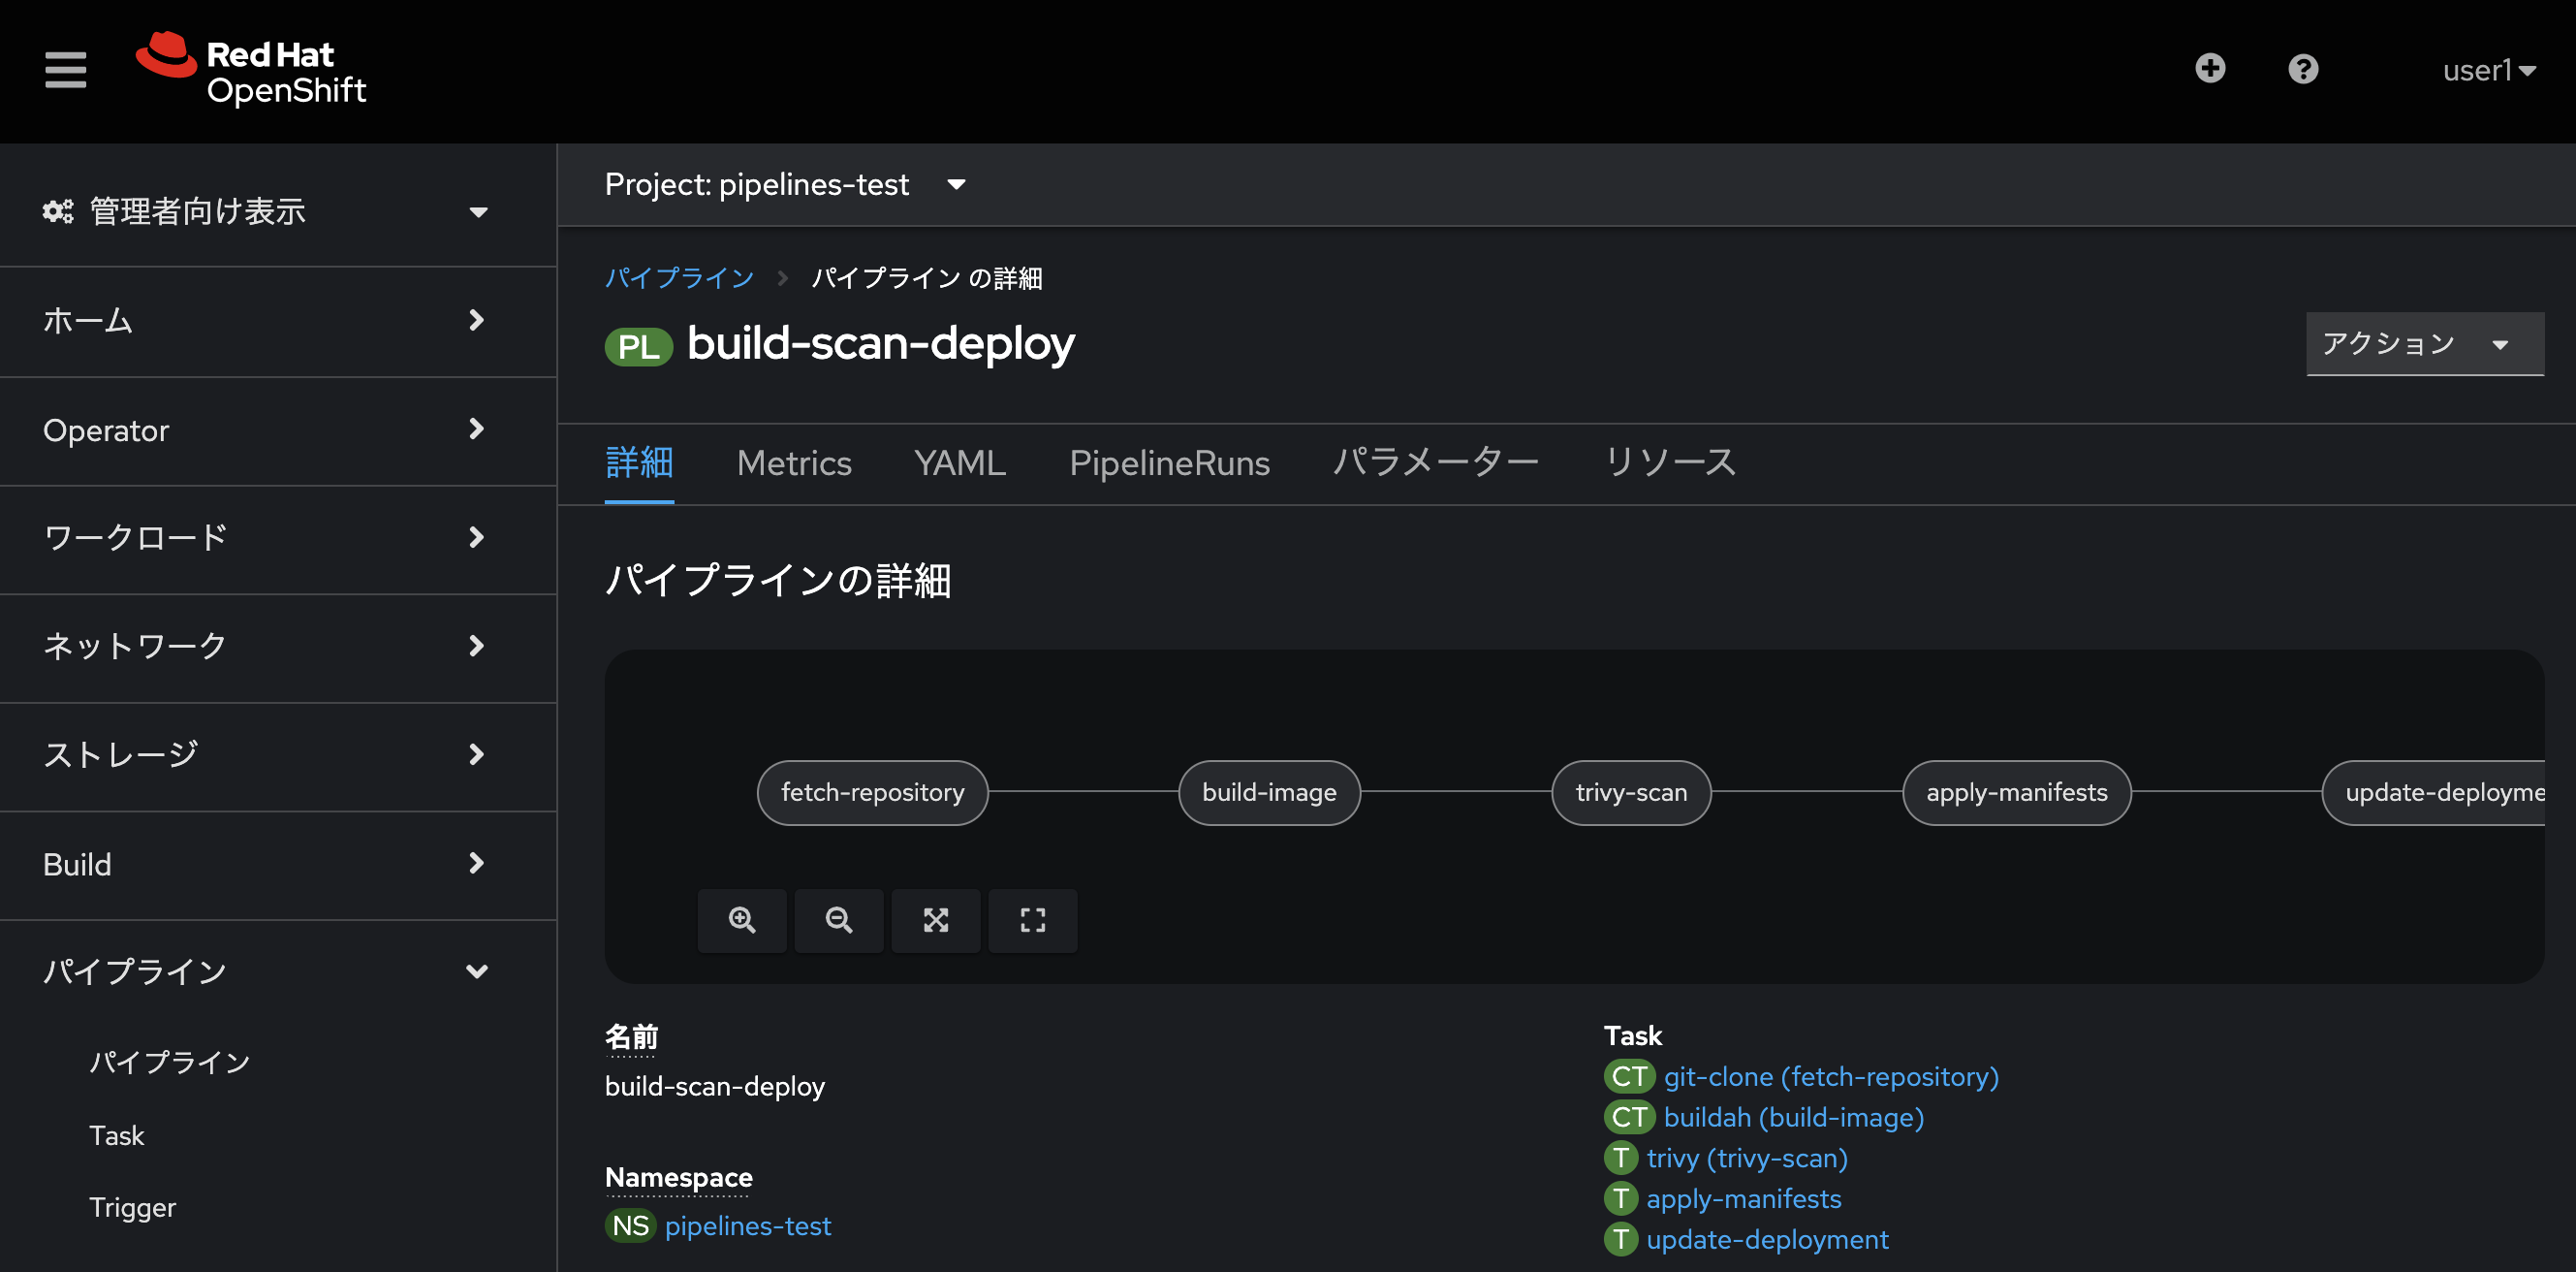 Red Hat
OpenShift
user1
管理者向け表示
ホーム
Operator
ワークロード
ネットワーク
ストレージ
Build
パイプライン
パイプライン
Task
Trigger
Project: pipelines-test
パイプライン パイプライン の詳細
PL build-scan-deploy
アクション
詳細 Metrics YAML PipelineRuns パラメーター リソース
パイプラインの詳細
fetch-repository build-image trivy-scan apply-manifests update-deployme
名前
build-scan-deploy
Namespace
NS pipelines-test
Task
CT git-clone (fetch-repository)
CT buildah (build-image)
T trivy (trivy-scan)
T apply-manifests
T update-deployment